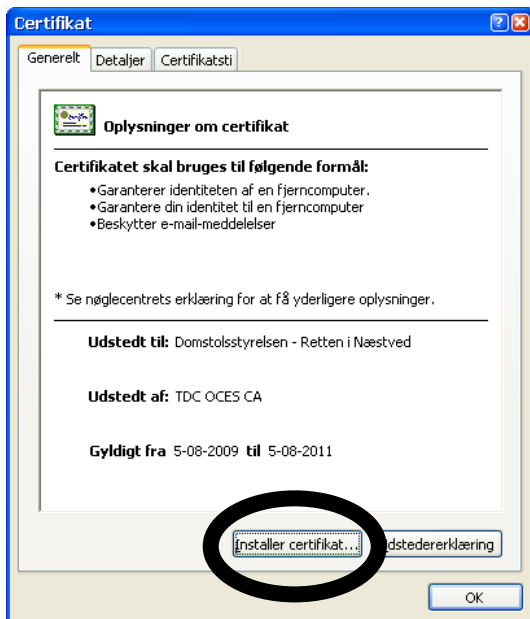 Certifikat
Generelt Detaljer Certifikatsti
Oplysninger om certifikat
Certifikatet skal bruges til følgende formål:
•Garanterer identiteten af en fjerncomputer.
•Garantere din identitet til en fjerncomputer
•Beskytter e-mail-meddelelser
* Se nøglecentrets erklæring for at få yderligere oplysninger.
Udstedt til: Domstolsstyrelsen - Retten i Næstved
Udstedt af: TDC OCES CA
Gyldigt fra 5-08-2009 til 5-08-2011
Installer certifikat... dstedererklæring
OK